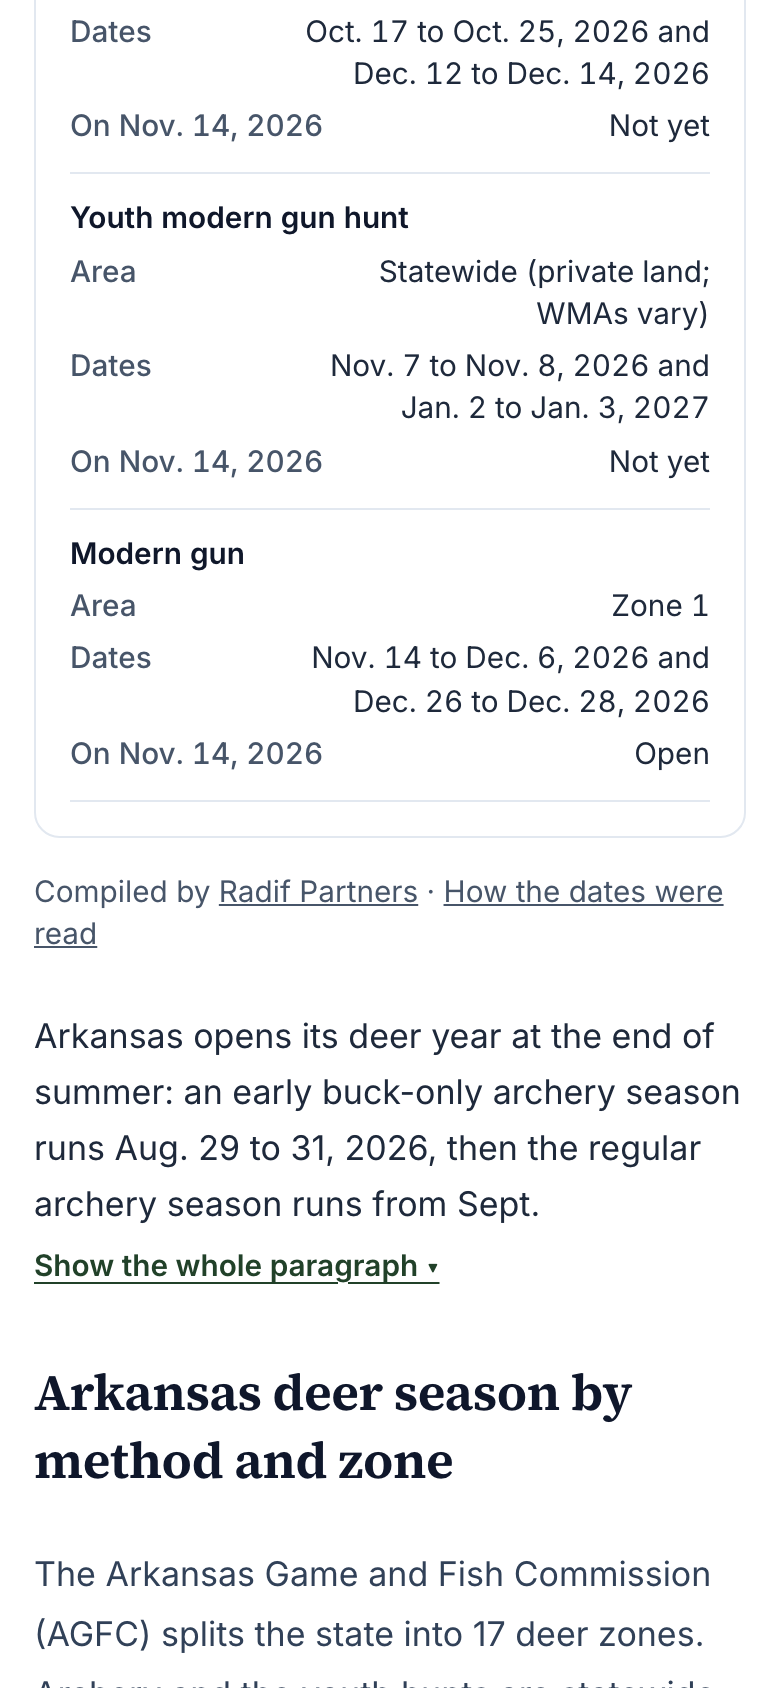 Dates Oct. 17 to Oct. 25, 2026 and
Dec. 12 to Dec. 14, 2026
On Nov. 14, 2026 Not yet
Youth modern gun hunt
Area Statewide (private land;
WMAs vary)
Dates Nov. 7 to Nov. 8, 2026 and
Jan. 2 to Jan. 3, 2027
On Nov. 14, 2026 Not yet
Modern gun
Area Zone 1
Dates Nov. 14 to Dec. 6, 2026 and
Dec. 26 to Dec. 28, 2026
On Nov. 14, 2026 Open
Compiled by Radif Partners · How the dates were
read
Arkansas opens its deer year at the end of
summer: an early buck-only archery season
runs Aug. 29 to 31, 2026, then the regular
archery season runs from Sept.
Show the whole paragraph ▾
Arkansas deer season by
method and zone
The Arkansas Game and Fish Commission
(AGFC) splits the state into 17 deer zones.
Archery and the youth hunts are statewide